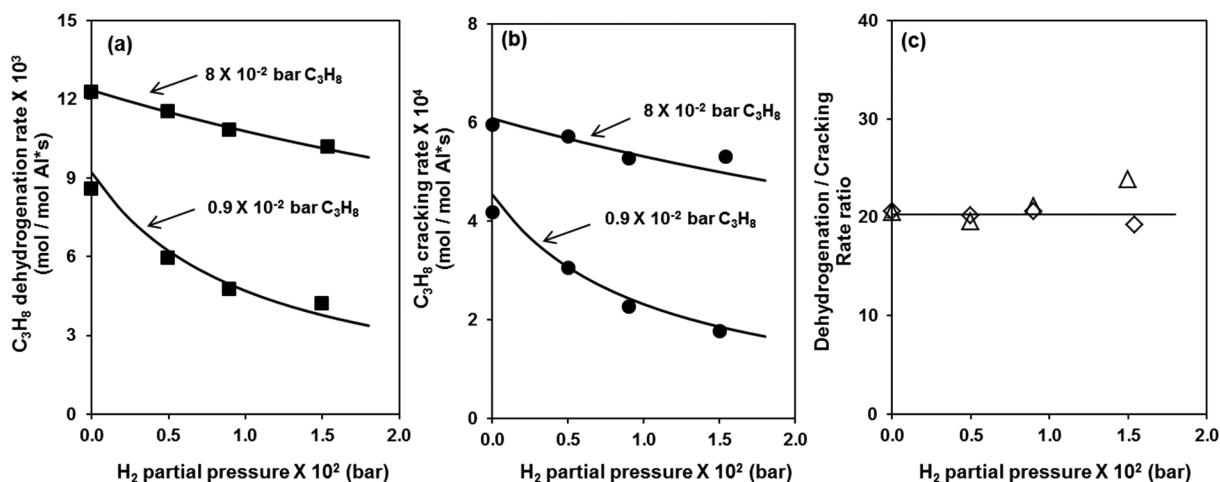 (a)
C₃H₈ dehydrogenation rate X 10³
(mol / mol Al*s)
15
12
9
6
3
0
8 X 10⁻² bar C₃H₈
0.9 X 10⁻² bar C₃H₈
0.0 0.5 1.0 1.5 2.0
H₂ partial pressure X 10² (bar)
(b)
C₃H₈ cracking rate X 10⁴
(mol / mol Al*s)
8
6
4
2
0
8 X 10⁻² bar C₃H₈
0.9 X 10⁻² bar C₃H₈
0.0 0.5 1.0 1.5 2.0
H₂ partial pressure X 10² (bar)
(c)
Dehydrogenation / Cracking
Rate ratio
40
30
20
10
0
0.0 0.5 1.0 1.5 2.0
H₂ partial pressure X 10² (bar)